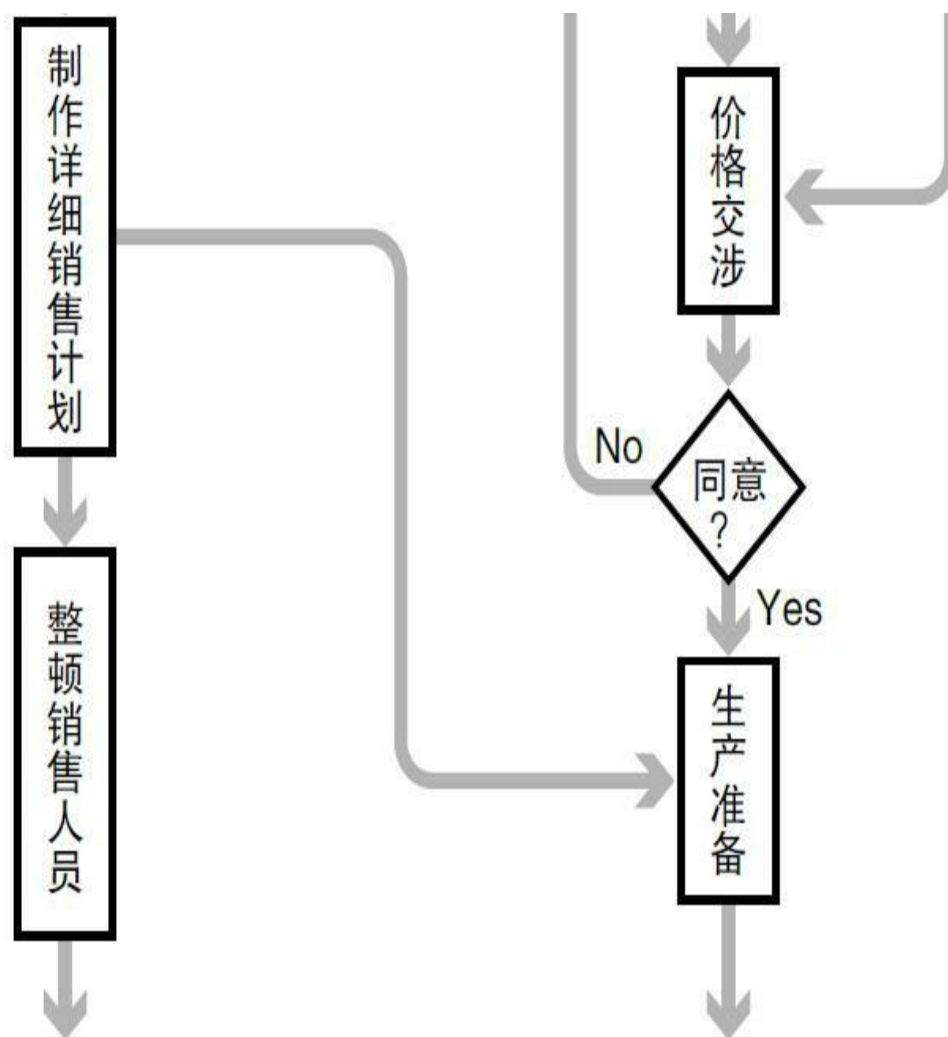 制作详细销售计划
整顿销售人员
价格交涉
No
同意
?
Yes
生产准备